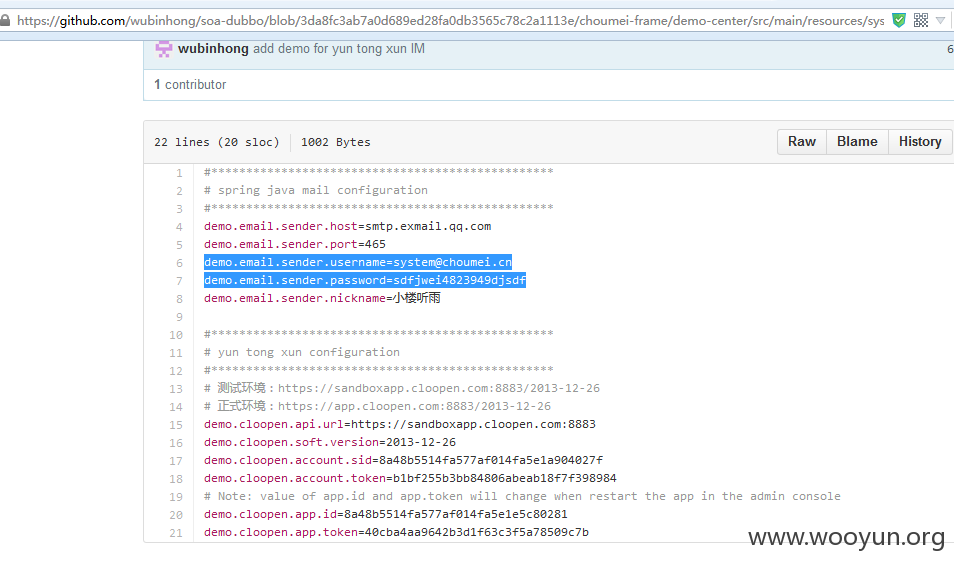 https://github.com/wubinhong/soa-dubbo/blob/3da8fc3ab7a0d689ed28fa0db3565c78c2a1113e/choumei-frame/demo-center/src/main/resources/sys
wubinhong add demo for yun tong xun IM
6
1 contributor
22 lines (20 sloc) 1002 Bytes
Raw Blame History
1 #*************************************************
2 # spring java mail configuration
3 #*************************************************
4 demo.email.sender.host=smtp.exmail.qq.com
5 demo.email.sender.port=465
6 demo.email.sender.username=system@choumei.cn
7 demo.email.sender.password=sdfjwei4823949djsdf
8 demo.email.sender.nickname=小楼听雨
9
10 #*************************************************
11 # yun tong xun configuration
12 #*************************************************
13 # 测试环境：https://sandboxapp.cloopen.com:8883/2013-12-26
14 # 正式环境：https://app.cloopen.com:8883/2013-12-26
15 demo.cloopen.api.url=https://sandboxapp.cloopen.com:8883
16 demo.cloopen.soft.version=2013-12-26
17 demo.cloopen.account.sid=8a48b5514fa577af014fa5e1a904027f
18 demo.cloopen.account.token=b1bf255b3bb84806abeab18f7f398984
19 # Note: value of app.id and app.token will change when restart the app in the admin console
20 demo.cloopen.app.id=8a48b5514fa577af014fa5e1e5c80281
21 demo.cloopen.app.token=40cba4aa9642b3d1f63c3f5a78509c7b
www.wooyun.org